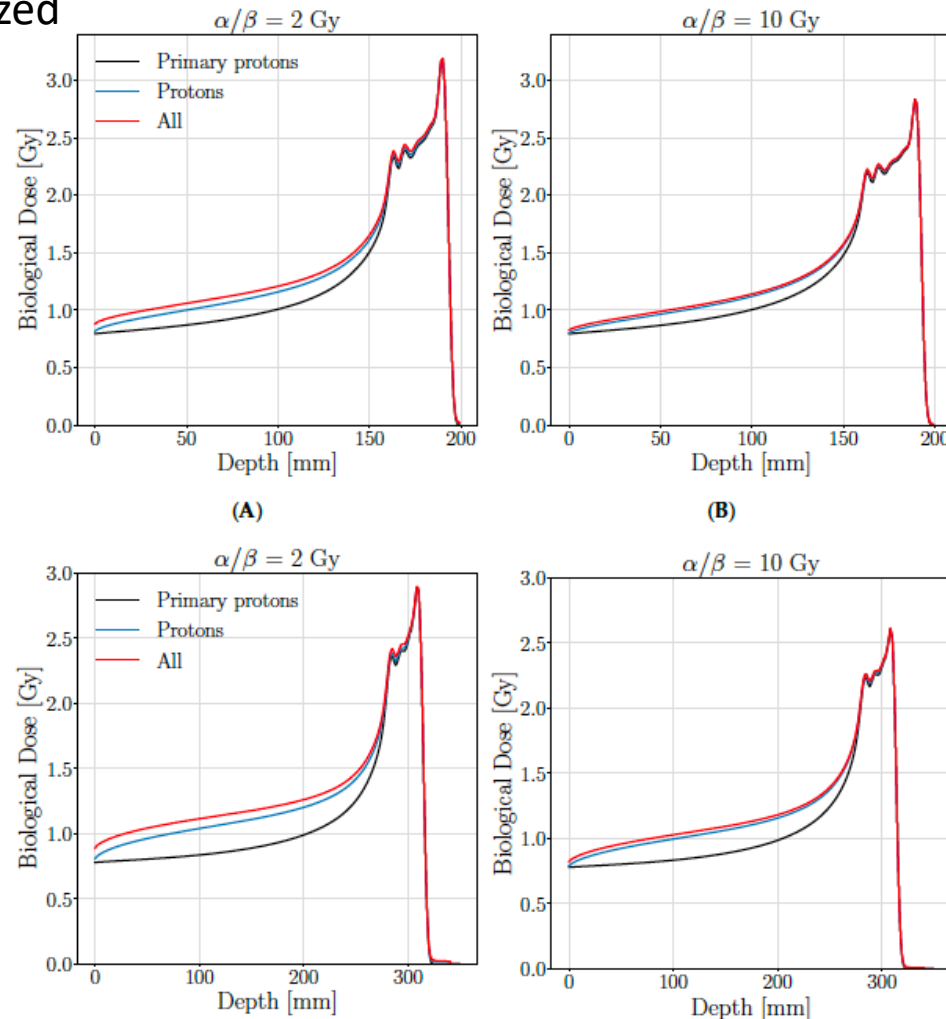 zed
α/β = 2 Gy
Primary protons
Protons
All
Biological Dose [Gy]
3.0
2.5
2.0
1.5
1.0
0.5
0.0
0 50 100 150 200
Depth [mm]
(A)
α/β = 10 Gy
Biological Dose [Gy]
3.0
2.5
2.0
1.5
1.0
0.5
0.0
0 50 100 150 200
Depth [mm]
(B)
α/β = 2 Gy
Primary protons
Protons
All
Biological Dose [Gy]
3.0
2.5
2.0
1.5
1.0
0.5
0.0
0 100 200 300
Depth [mm]
α/β = 10 Gy
Biological Dose [Gy]
3.0
2.5
2.0
1.5
1.0
0.5
0.0
0 100 200 300
Depth [mm]